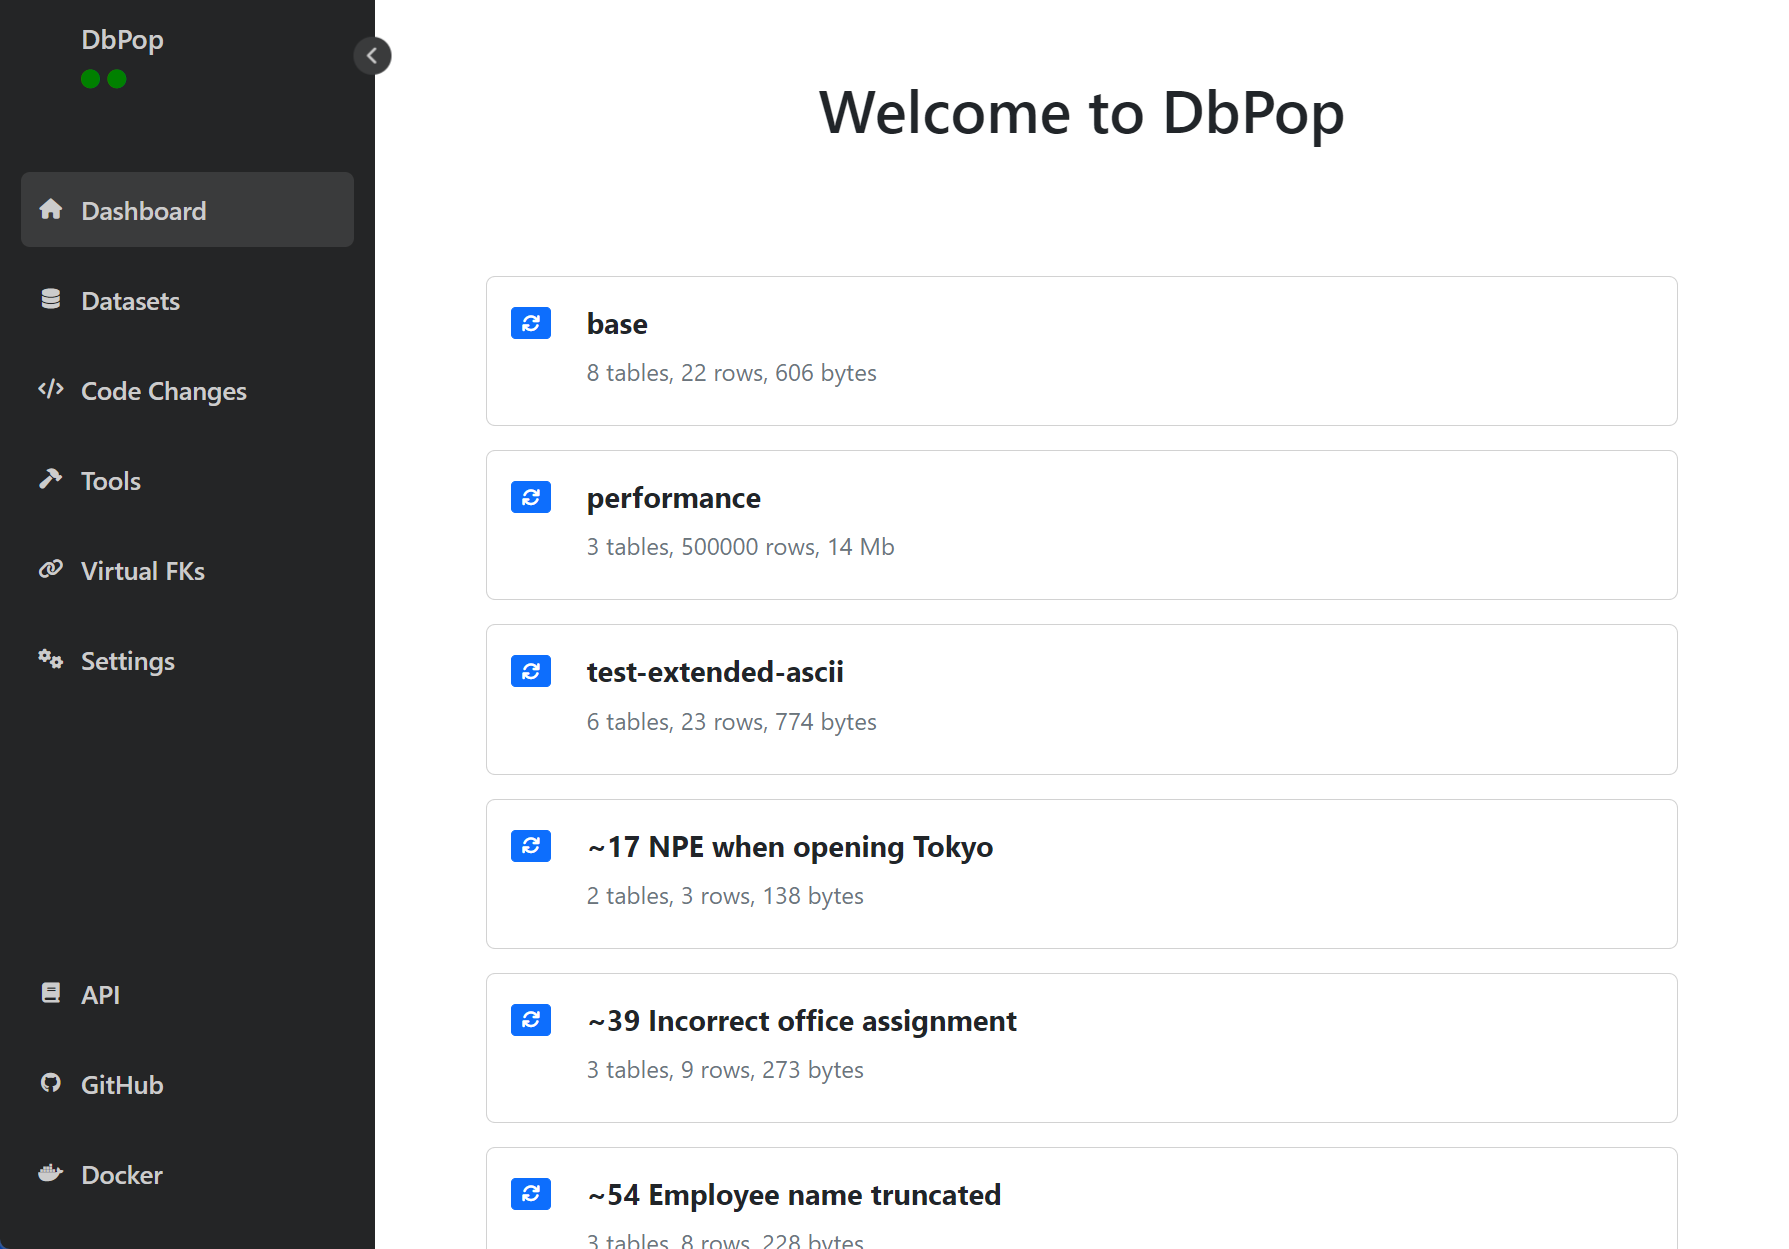 DbPop
Dashboard
Datasets
Code Changes
Tools
Virtual FKs
Settings
API
GitHub
Docker
Welcome to DbPop
base
8 tables, 22 rows, 606 bytes
performance
3 tables, 500000 rows, 14 Mb
test-extended-ascii
6 tables, 23 rows, 774 bytes
~17 NPE when opening Tokyo
2 tables, 3 rows, 138 bytes
~39 Incorrect office assignment
3 tables, 9 rows, 273 bytes
~54 Employee name truncated
3 tables, 8 rows, 228 bytes